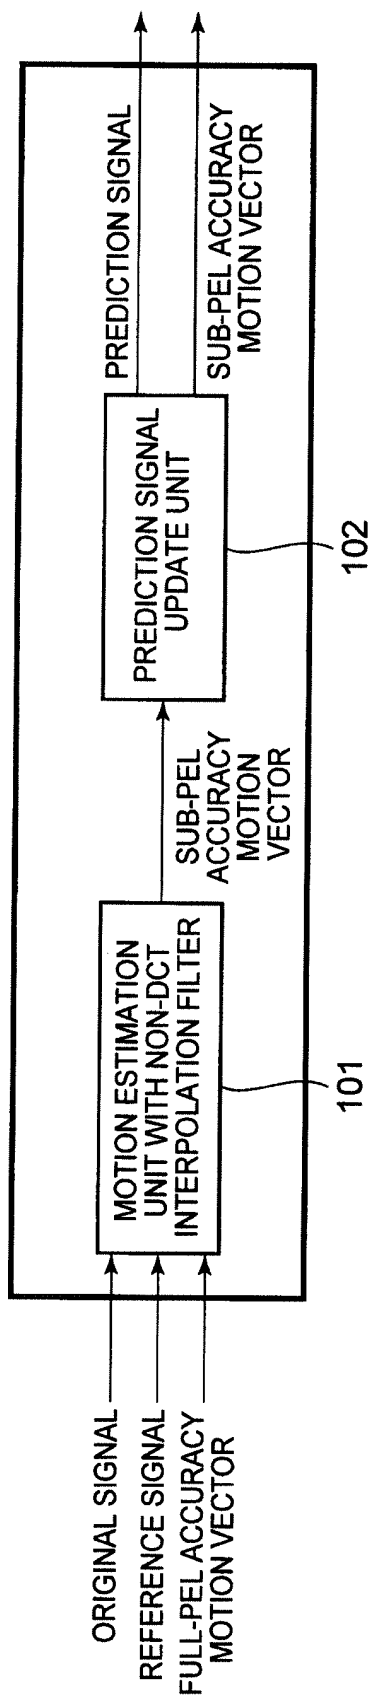 ORIGINAL SIGNAL
REFERENCE SIGNAL
FULL-PEL ACCURACY
MOTION VECTOR
MOTION ESTIMATION
UNIT WITH NON-DCT
INTERPOLATION FILTER
101
SUB-PEL
ACCURACY
MOTION
VECTOR
PREDICTION SIGNAL
UPDATE UNIT
102
PREDICTION SIGNAL
SUB-PEL ACCURACY
MOTION VECTOR